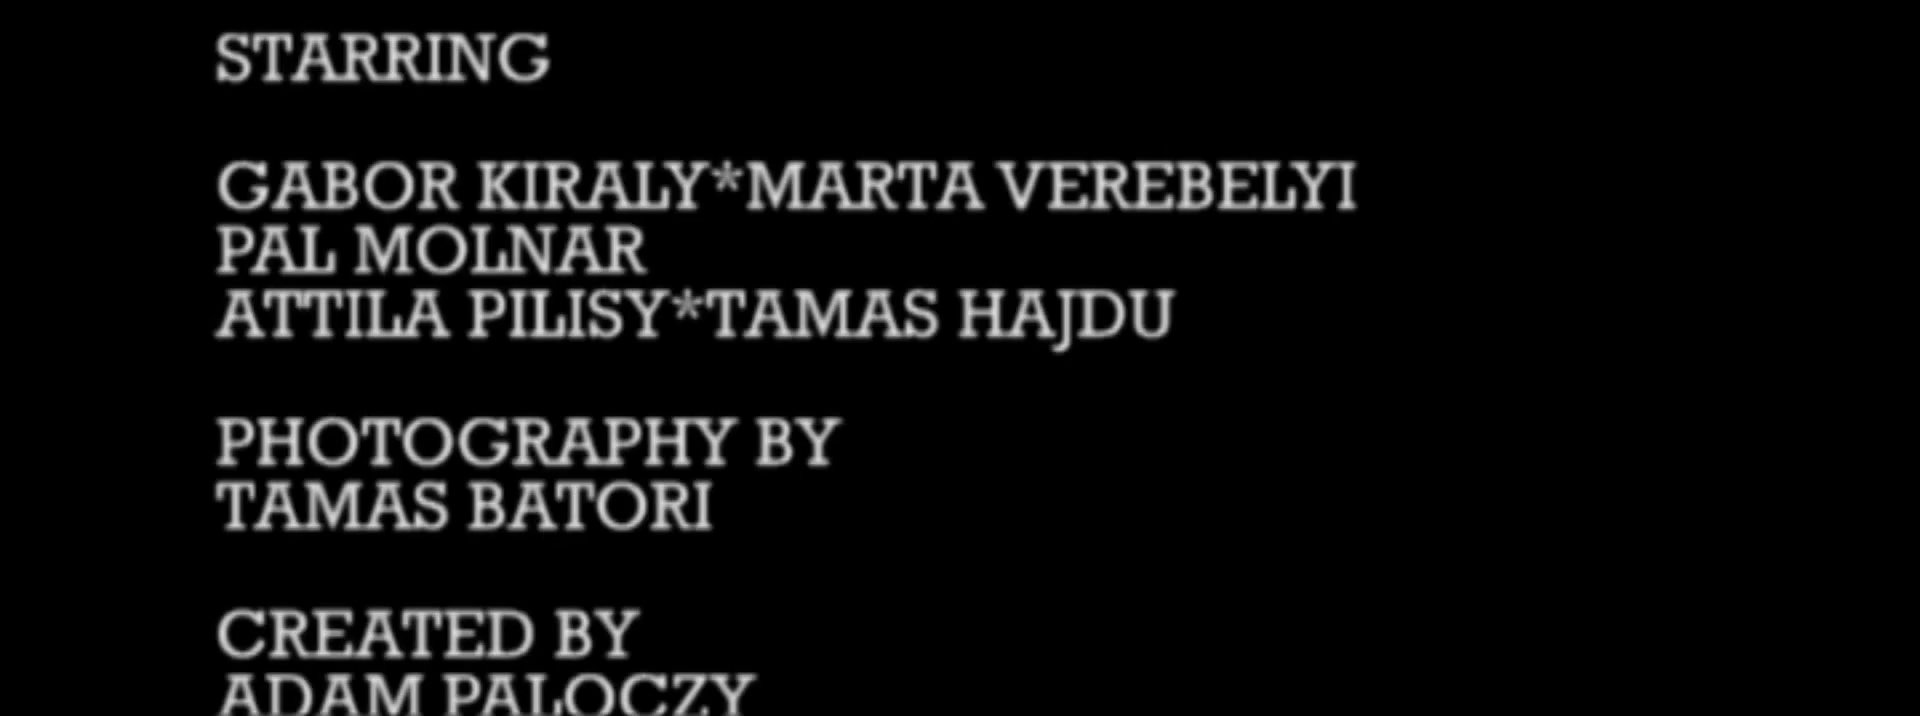 STARRING
GABOR KIRALY*MARTA VEREBELYI
PAL MOLNAR
ATTILA PILISY*TAMAS HAJDU
PHOTOGRAPHY BY
TAMAS BATORI
CREATED BY
ADAM PALOCZY